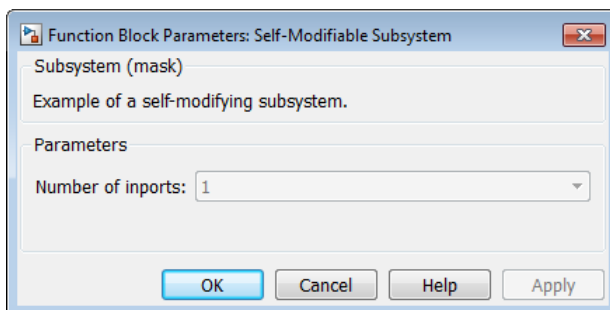 Function Block Parameters: Self-Modifiable Subsystem
Subsystem (mask)
Example of a self-modifying subsystem.
Parameters
Number of inports: 1
OK Cancel Help Apply